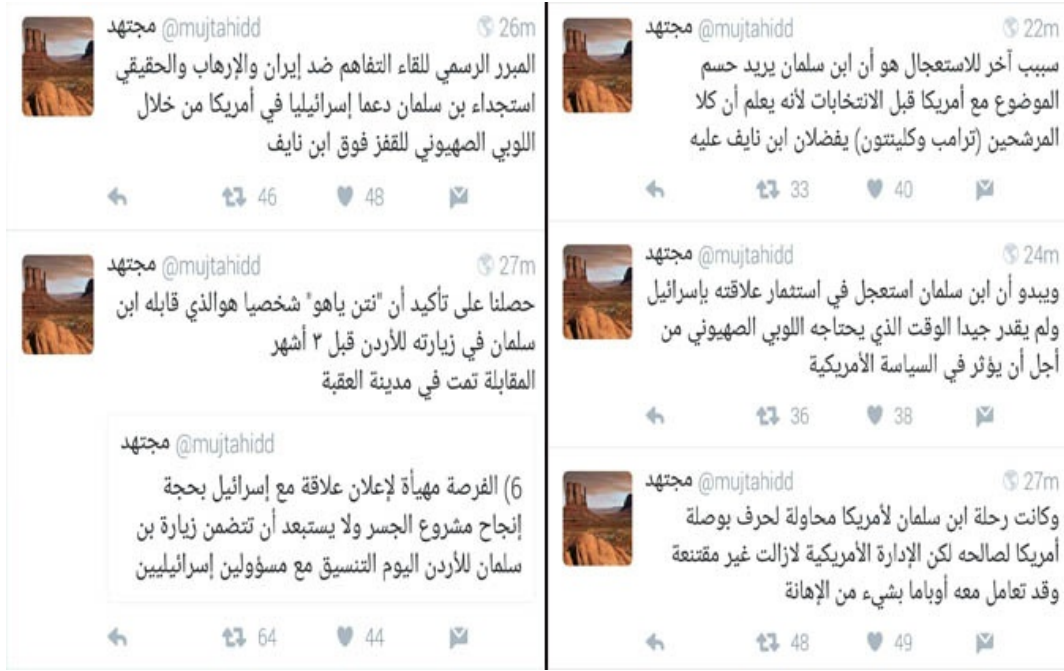 مجتهد @mujtahidd 22m
سبيب آخر للاستعجال هو أن ابن سلمان يريد حسم
الموضوع مع أمريكا قبل الانتخابات لأنه يعلم أن كلا
المرشحين (ترامب وكلينتون) يفضلان ابن نايف عليه
33 40
مجتهد @mujtahidd 24m
ويبدو أن ابن سلمان استعجل في استثمار علاقته بإسرائيل
ولم يقدر جيدا الوقت الذي يحتاجه اللوبي الصهيوني من
أجل أن يؤثر في السياسة الأمريكية
36 38
مجتهد @mujtahidd 27m
وكانت رحلة ابن سلمان لأمريكا محاولة لحرف بوصلة
أمريكا لصالحه لكن الإدارة الأمريكية لازالت غير مقتنعة
وقد تعامل معه أوباما بشيء من الإهانة
48 49
مجتهد @mujtahidd 26m
المبرر الرسمي للقاء التفاهم ضد إيران والإرهاب والحقيقي
استجداء بن سلمان دعما إسرائيليا في أمريكا من خلال
اللوبي الصهيوني للقفز فوق ابن نايف
46 48
مجتهد @mujtahidd 27m
حصلنا على تأكيد أن "نتن ياهو" شخصيا هوالذي قابله ابن
سلمان في زيارته للأردن قبل ٣ أشهر
المقابلة تمت في مدينة العقبة
مجتهد @mujtahidd
6) الفرصة مهيأة لإعلان علاقة مع إسرائيل بحجة
إنجاح مشروع الجسر ولا يستبعد أن تتضمن زيارة بن
سلمان للأردن اليوم التنسيق مع مسؤولين إسرائيليين
64 44